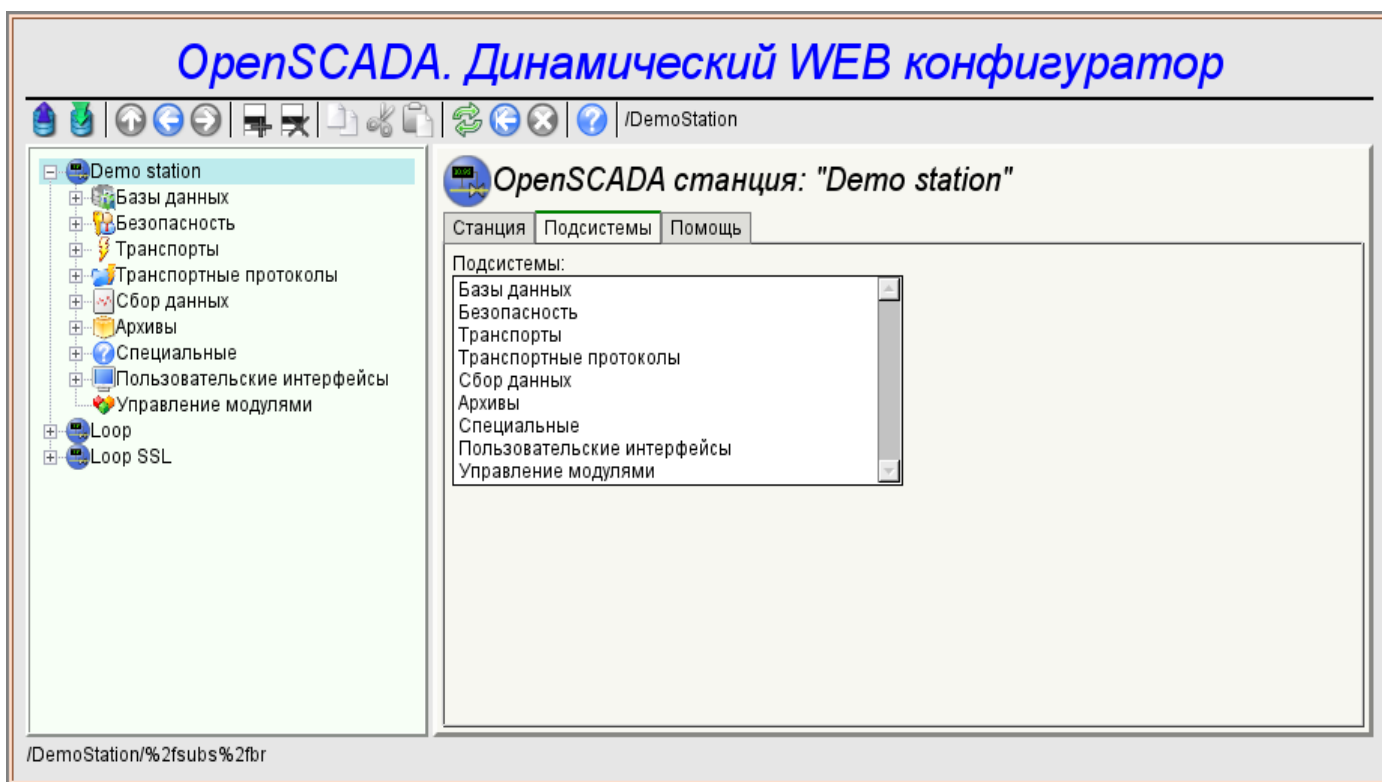 OpenSCADA. Динамический WEB конфигуратор
/DemoStation
Demo station
Базы данных
Безопасность
Транспорты
Транспортные протоколы
Сбор данных
Архивы
Специальные
Пользовательские интерфейсы
Управление модулями
Loop
Loop SSL
OpenSCADA станция: "Demo station"
Станция Подсистемы Помощь
Подсистемы:
Базы данных
Безопасность
Транспорты
Транспортные протоколы
Сбор данных
Архивы
Специальные
Пользовательские интерфейсы
Управление модулями
/DemoStation/%2fsubs%2fbr